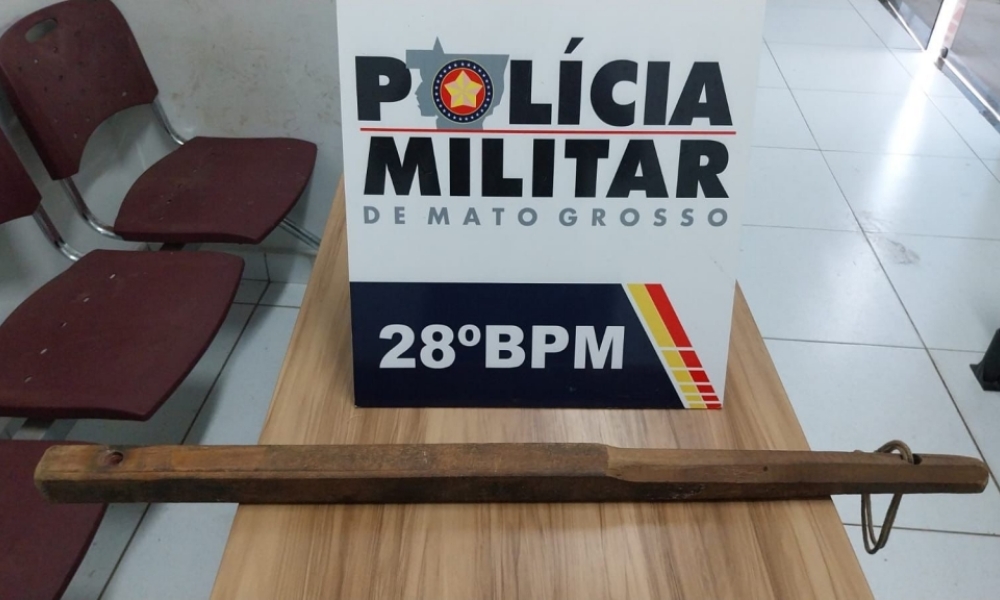 POLÍCIA
MILITAR
DE MATO GROSSO
28ºBPM